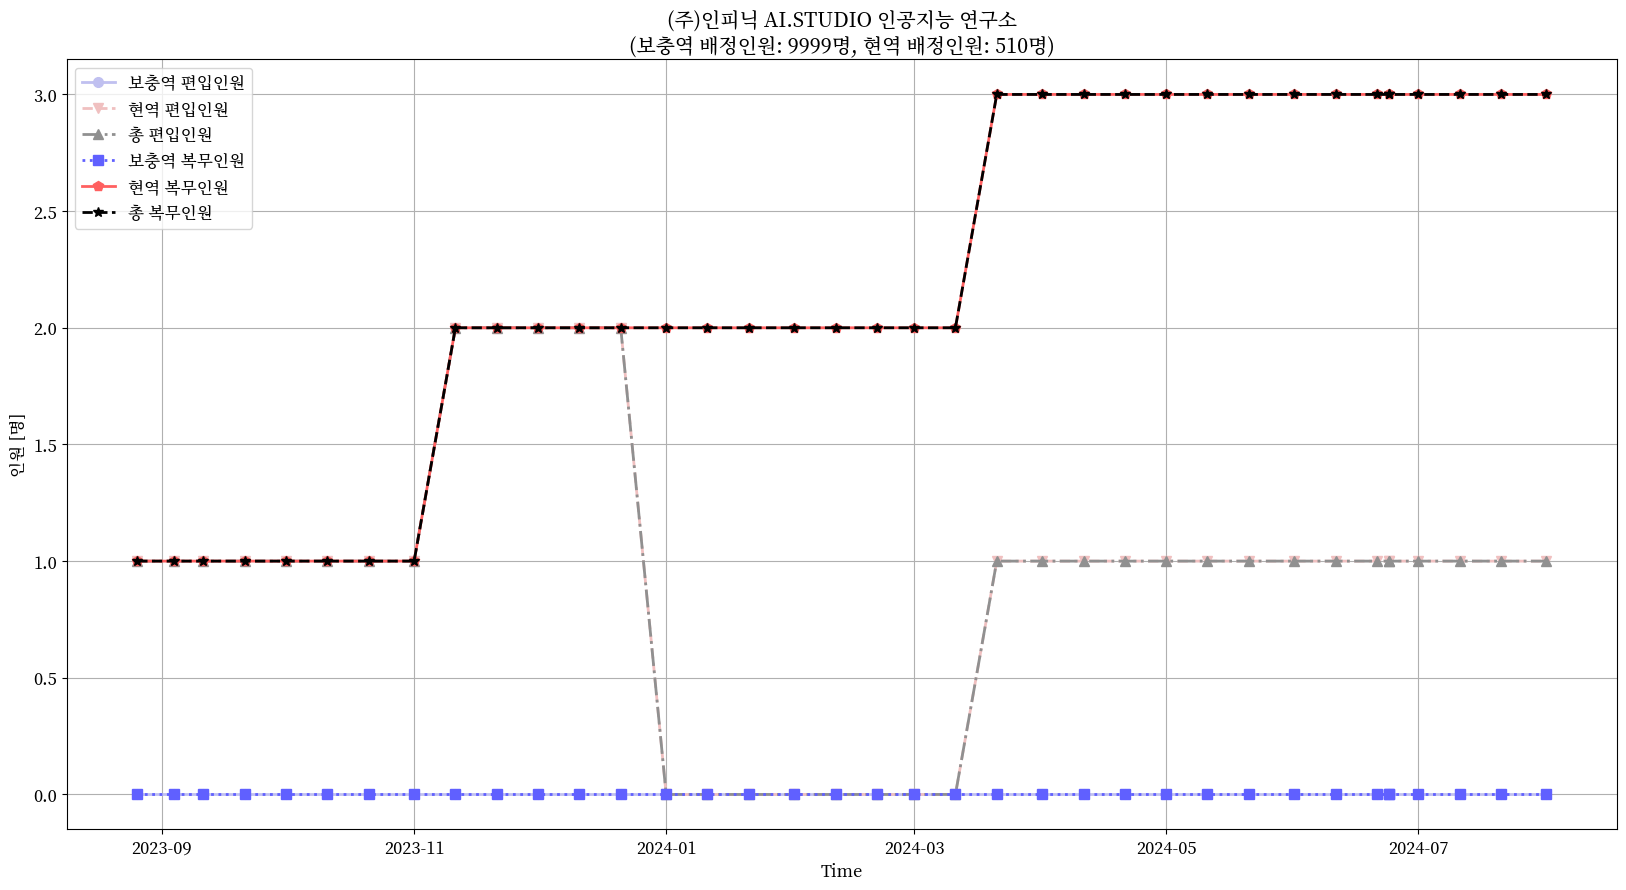 (주)인피닉 AI.STUDIO 인공지능 연구소
(보충역 배정인원: 9999명, 현역 배정인원: 510명)
보충역 편입인원
현역 편입인원
총 편입인원
보충역 복무인원
현역 복무인원
총 복무인원
3.0
2.5
2.0
1.5
1.0
0.5
0.0
인원 [명]
2023-09
2023-11
2024-01
2024-03
2024-05
2024-07
Time